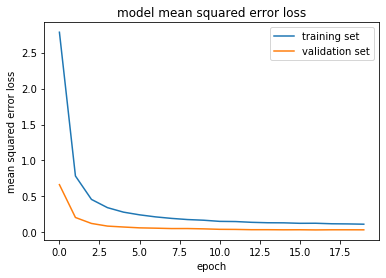 model mean squared error loss
training set
validation set
mean squared error loss
2.5
2.0
1.5
1.0
0.5
0.0
0.0 2.5 5.0 7.5 10.0 12.5 15.0 17.5
epoch